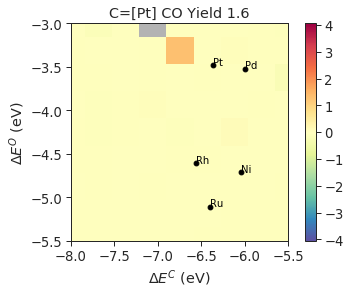 C=[Pt] CO Yield 1.6
−3.0
−3.5
−4.0
−4.5
−5.0
−5.5
ΔE^O (eV)
Pt
Pd
Rh
Ni
Ru
−8.0 −7.5 −7.0 −6.5 −6.0 −5.5
ΔE^C (eV)
4
3
2
1
0
−1
−2
−3
−4